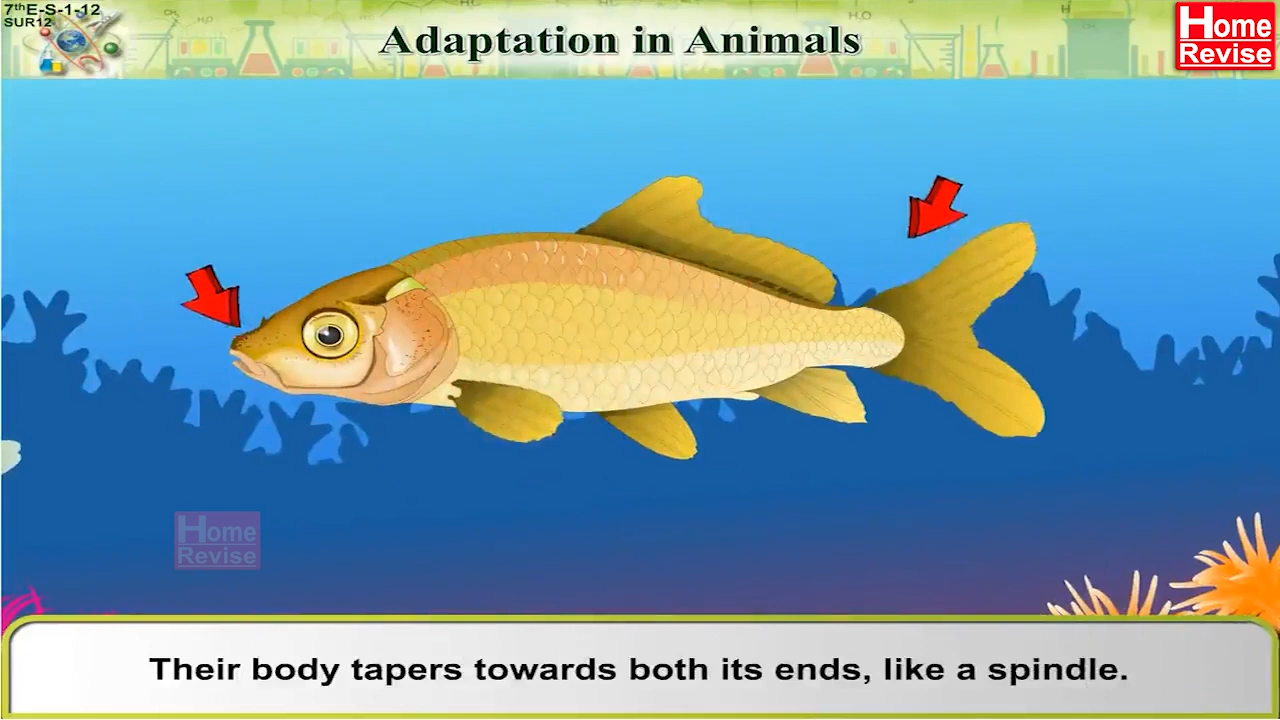 7thE-S-1-12
SUR12
Adaptation in Animals
Home
Revise
Home
Revise
Their body tapers towards both its ends, like a spindle.